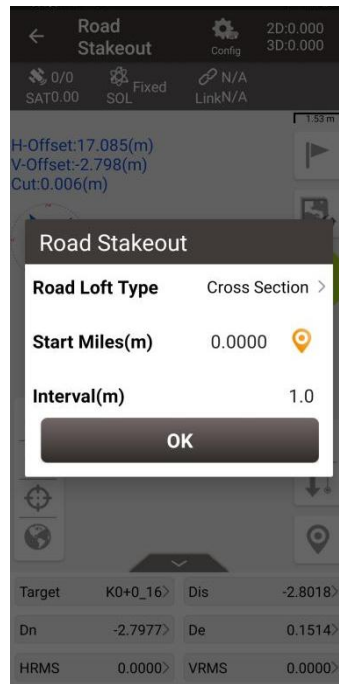 Road Stakeout
Config
2D:0.000
3D:0.000
0/0
SAT0.00
SOL Fixed
N/A
LinkN/A
1.53 m
H-Offset:17.085(m)
V-Offset:-2.798(m)
Cut:0.006(m)
Road Stakeout
Road Loft Type Cross Section >
Start Miles(m) 0.0000
Interval(m) 1.0
OK
Target K0+0_16> Dis -2.8018>
Dn -2.7977> De 0.1514>
HRMS 0.0000> VRMS 0.0000>